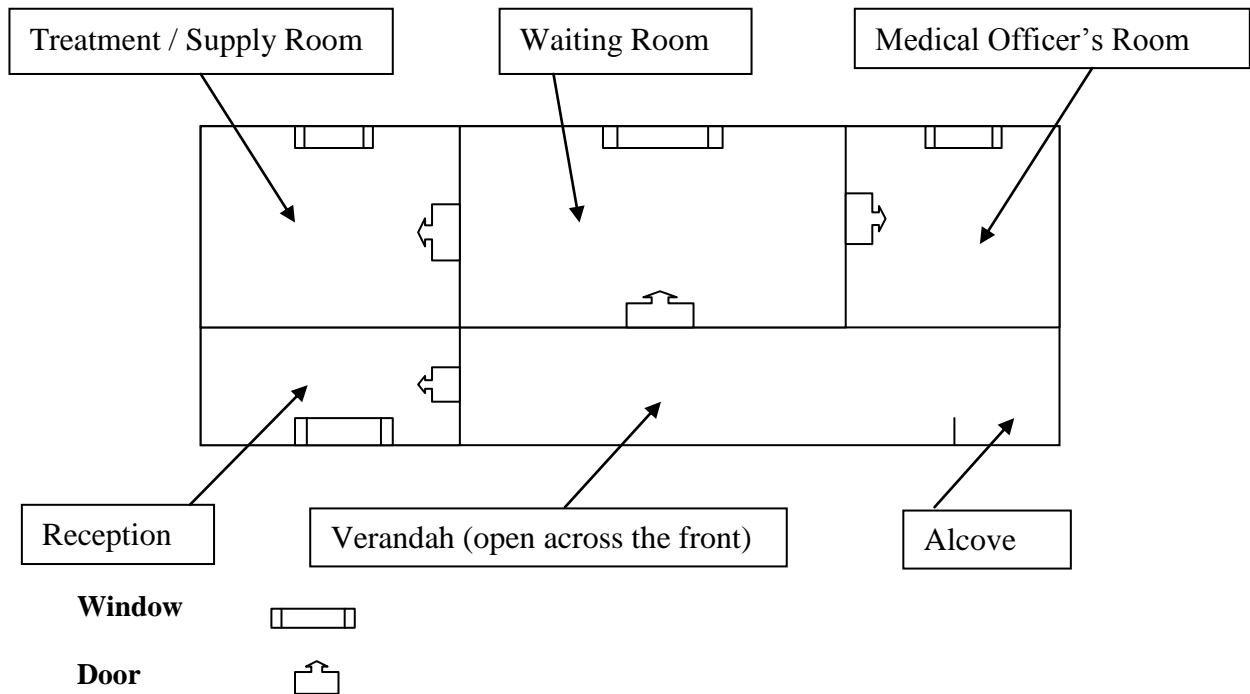 Treatment / Supply Room
Waiting Room
Medical Officer’s Room
Reception
Verandah (open across the front)
Alcove
Window
Door